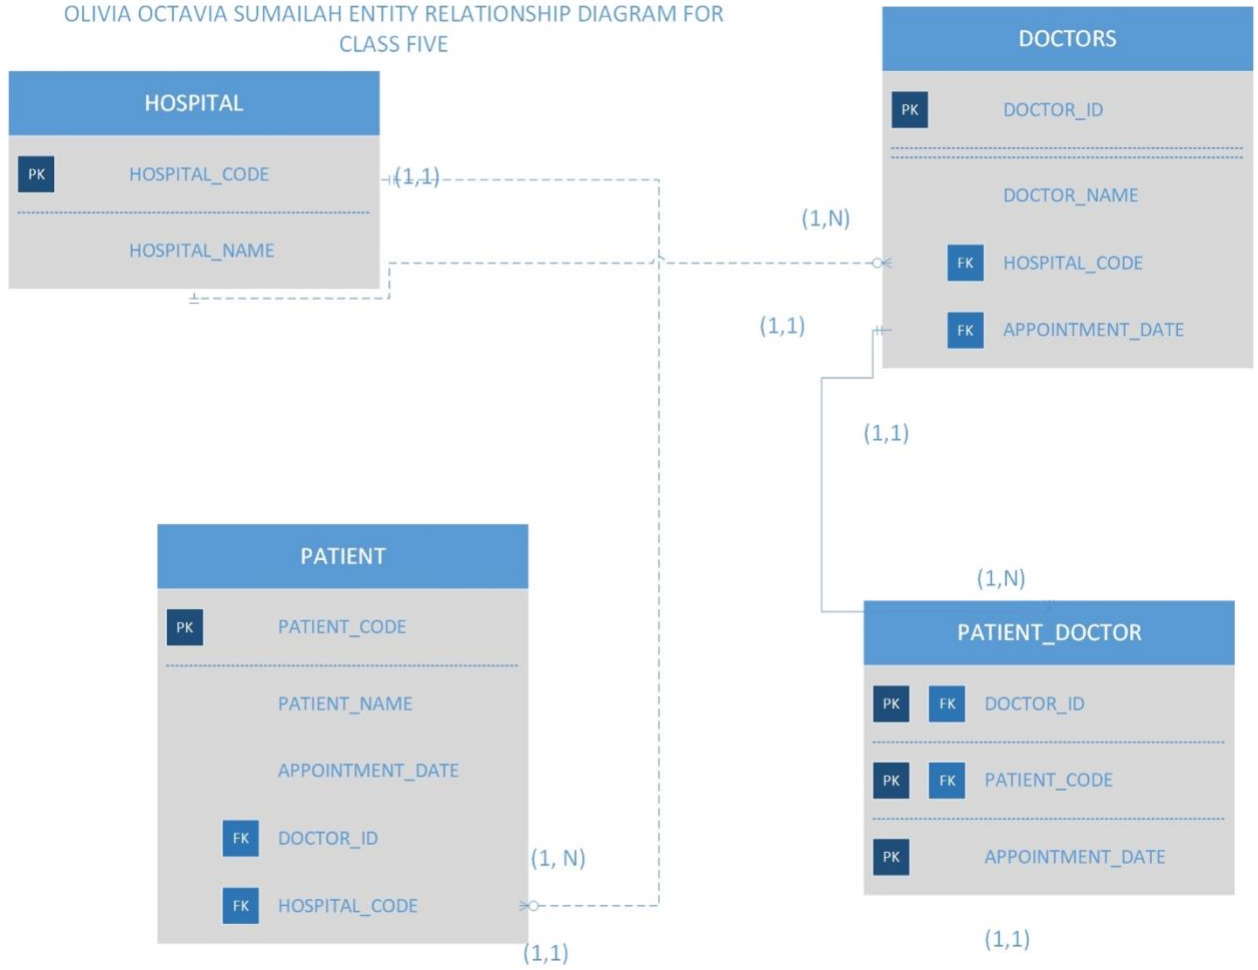 OLIVIA OCTAVIA SUMAILAH ENTITY RELATIONSHIP DIAGRAM FOR
CLASS FIVE
HOSPITAL
PK HOSPITAL_CODE
HOSPITAL_NAME
(1,1)
DOCTORS
PK DOCTOR_ID
DOCTOR_NAME
FK HOSPITAL_CODE
FK APPOINTMENT_DATE
(1,N)
(1,1)
(1,1)
PATIENT
PK PATIENT_CODE
PATIENT_NAME
APPOINTMENT_DATE
FK DOCTOR_ID
FK HOSPITAL_CODE
(1, N)
(1,1)
(1,N)
PATIENT_DOCTOR
PK FK DOCTOR_ID
PK FK PATIENT_CODE
PK APPOINTMENT_DATE
(1,1)